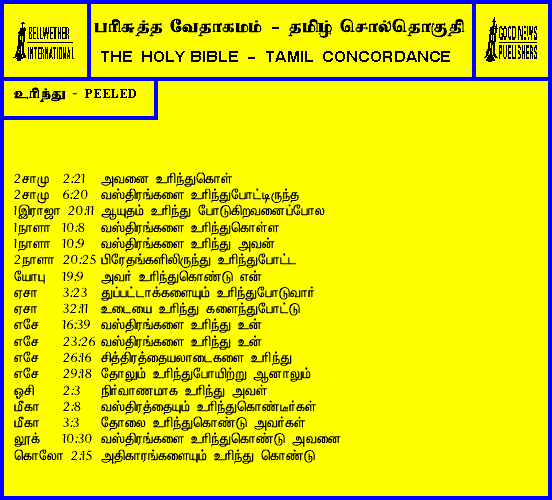 BELLWETHER
INTERNATIONAL
பரிசுத்த வேதாகமம் - தமிழ் சொல்தொகுதி
THE HOLY BIBLE - TAMIL CONCORDANCE
GOOD NEWS
PUBLISHERS
உரிந்து - PEELED
2சாமு 2:21 அவனை உரிந்துகொள்
2சாமு 6:20 வஸ்திரங்களை உரிந்துபோட்டிருந்த
1இராஜா 20:11 ஆயுதம் உரிந்து போடுகிறவனைப்போல
1நாளா 10:8 வஸ்திரங்களை உரிந்துகொள்ள
1நாளா 10:9 வஸ்திரங்களை உரிந்து அவன்
2நாளா 20:25 பிரேதங்களிலிருந்து உரிந்துபோட்ட
யோபு 19:9 அவர் உரிந்துகொண்டு என்
ஏசா 3:23 துப்பட்டாக்களையும் உரிந்துபோடுவார்
ஏசா 32:11 உடையை உரிந்து களைந்துபோட்டு
எசே 16:39 வஸ்திரங்களை உரிந்து உன்
எசே 23:26 வஸ்திரங்களை உரிந்து உன்
எசே 26:16 சித்திரத்தையலாடைகளை உரிந்து
எசே 29:18 தோலும் உரிந்துபோயிற்று ஆனாலும்
ஓசி 2:3 நிர்வாணமாக உரிந்து அவள்
மீகா 2:8 வஸ்திரத்தையும் உரிந்துகொண்டீர்கள்
மீகா 3:3 தோலை உரிந்துகொண்டு அவர்கள்
லூக் 10:30 வஸ்திரங்களை உரிந்துகொண்டு அவனை
கொலோ 2:15 அதிகாரங்களையும் உரிந்து கொண்டு